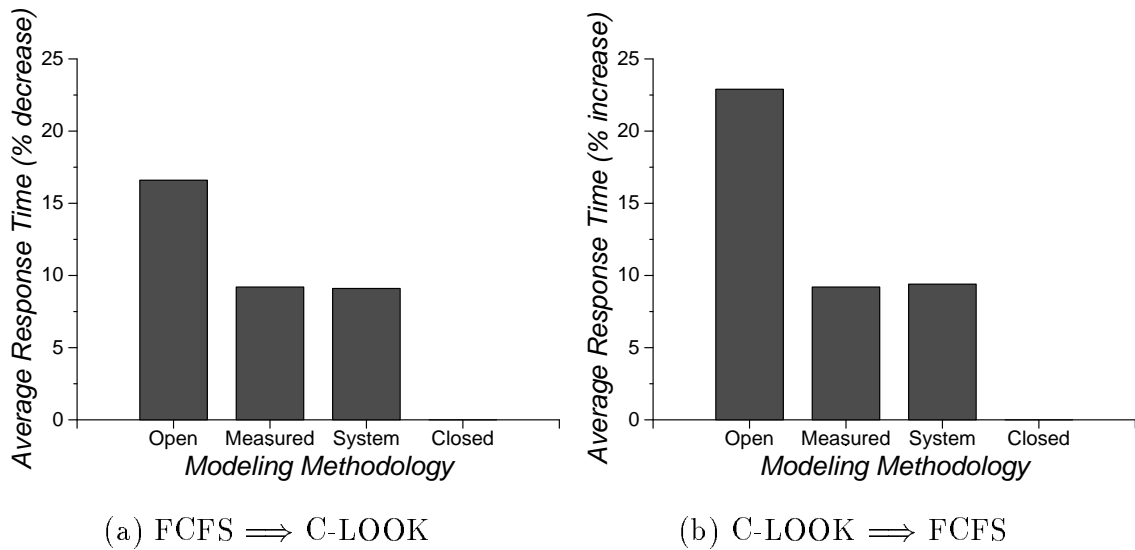 Average Response Time (% decrease)
25
20
15
10
5
0
Open Measured System Closed
Modeling Methodology
(a) FCFS ⟹ C-LOOK
Average Response Time (% increase)
25
20
15
10
5
0
Open Measured System Closed
Modeling Methodology
(b) C-LOOK ⟹ FCFS